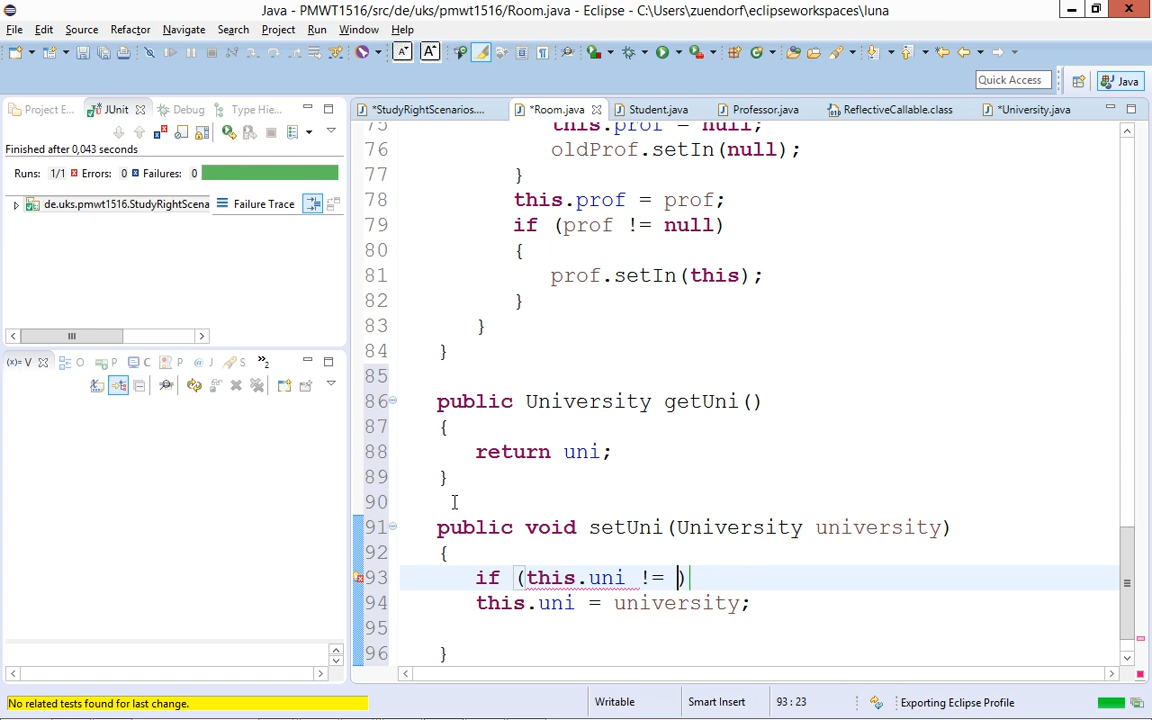 Java - PMWT1516/src/de/uks/pmwt1516/Room.java - Eclipse - C:\Users\zuendorf\eclipseworkspaces\luna
File Edit Source Refactor Navigate Search Project Run Window Help
Quick Access
Java
Project E... JUnit Debug Type Hie...
*StudyRightScenarios.... *Room.java Student.java Professor.java ReflectiveCallable.class *University.java
Finished after 0,043 seconds
Runs: 1/1 Errors: 0 Failures: 0
de.uks.pmwt1516.StudyRightScena Failure Trace
(x)= V O P C P @ J S »2
75 this.prof = null;
76 oldProf.setIn(null);
77 }
78 this.prof = prof;
79 if (prof != null)
80 {
81 prof.setIn(this);
82 }
83 }
84 }
85
86 public University getUni()
87 {
88 return uni;
89 }
90
91 public void setUni(University university)
92 {
93 if (this.uni != )
94 this.uni = university;
95
96 }
No related tests found for last change.
Writable Smart Insert 93 : 23 Exporting Eclipse Profile